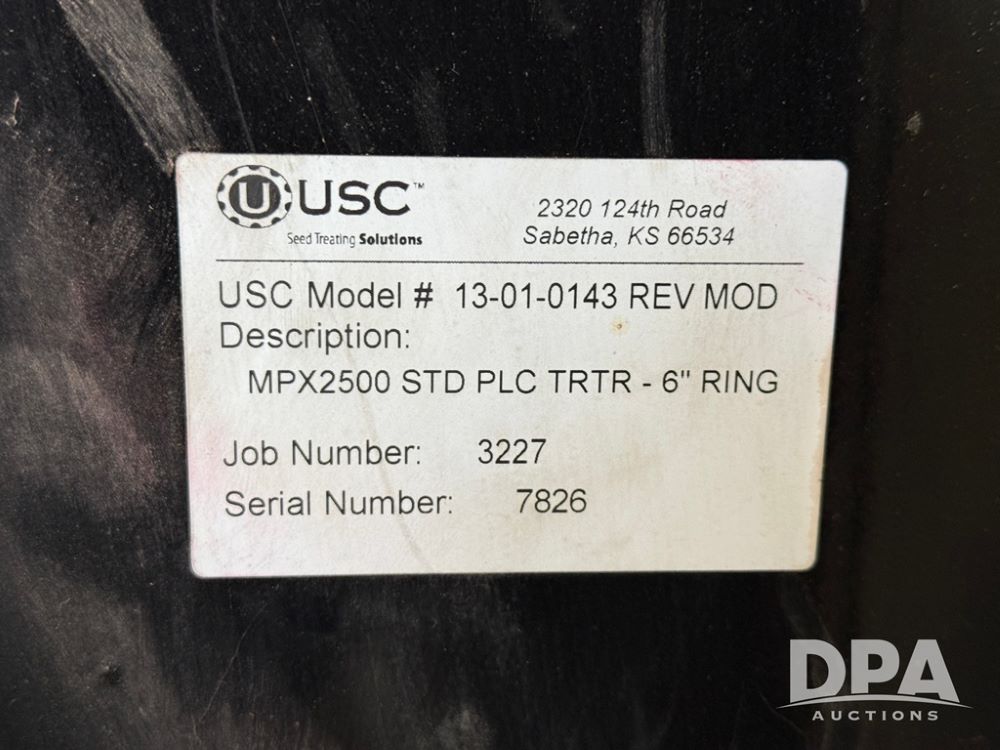 U USC™
Seed Treating Solutions
2320 124th Road
Sabetha, KS 66534
USC Model # 13-01-0143 REV MOD
Description:
MPX2500 STD PLC TRTR - 6" RING
Job Number: 3227
Serial Number: 7826
DPA
AUCTIONS